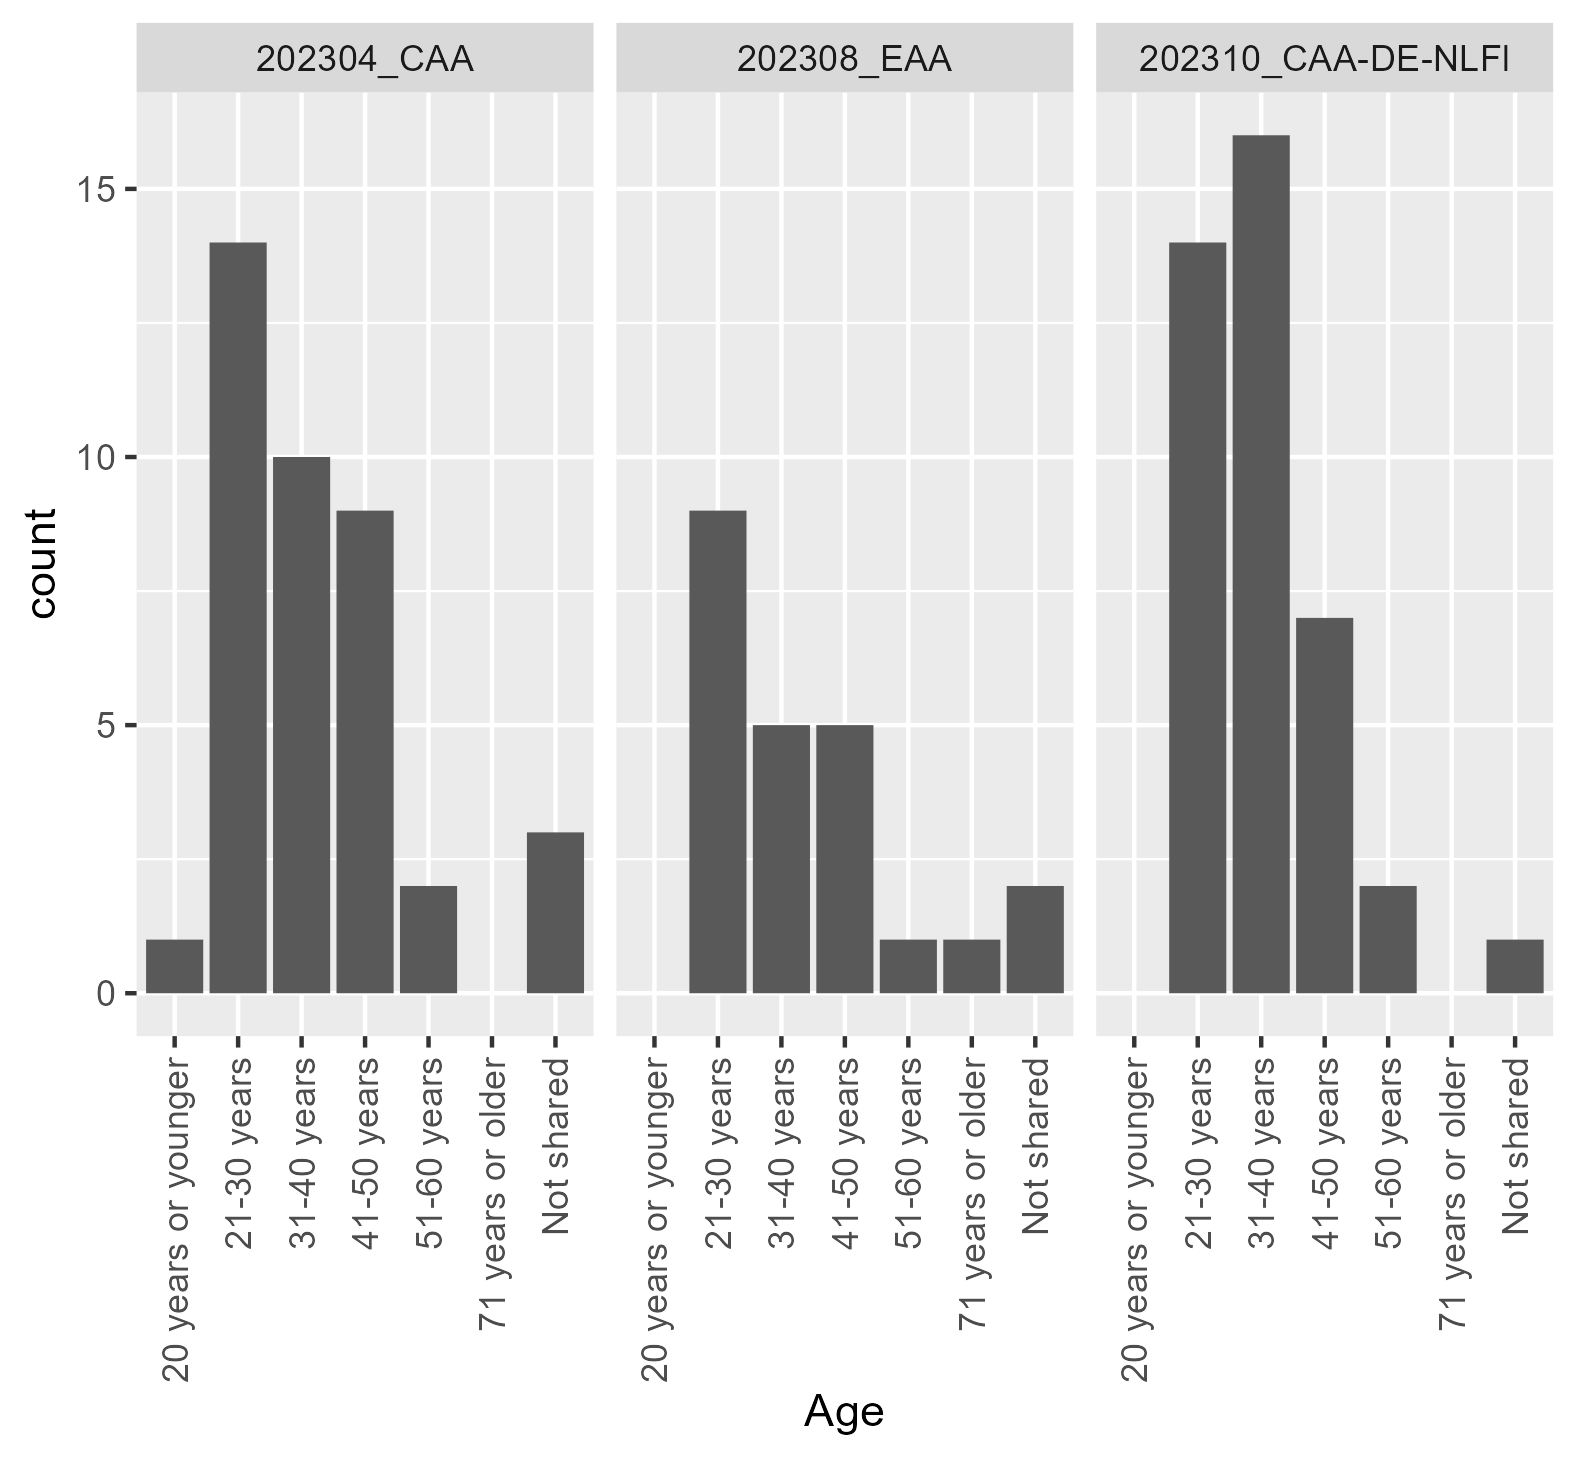 202304_CAA
202308_EAA
202310_CAA-DE-NLFI
count
15
10
5
0
20 years or younger
21-30 years
31-40 years
41-50 years
51-60 years
71 years or older
Not shared
20 years or younger
21-30 years
31-40 years
41-50 years
51-60 years
71 years or older
Not shared
20 years or younger
21-30 years
31-40 years
41-50 years
51-60 years
71 years or older
Not shared
Age